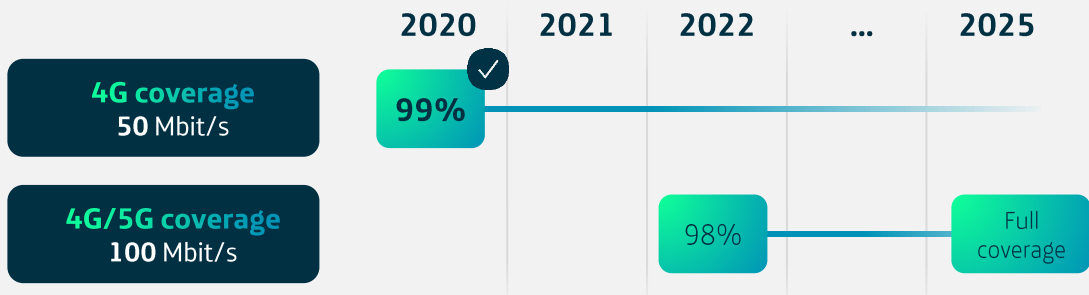 2020 2021 2022 ... 2025
4G coverage
50 Mbit/s
99%
4G/5G coverage
100 Mbit/s
98%
Full
coverage